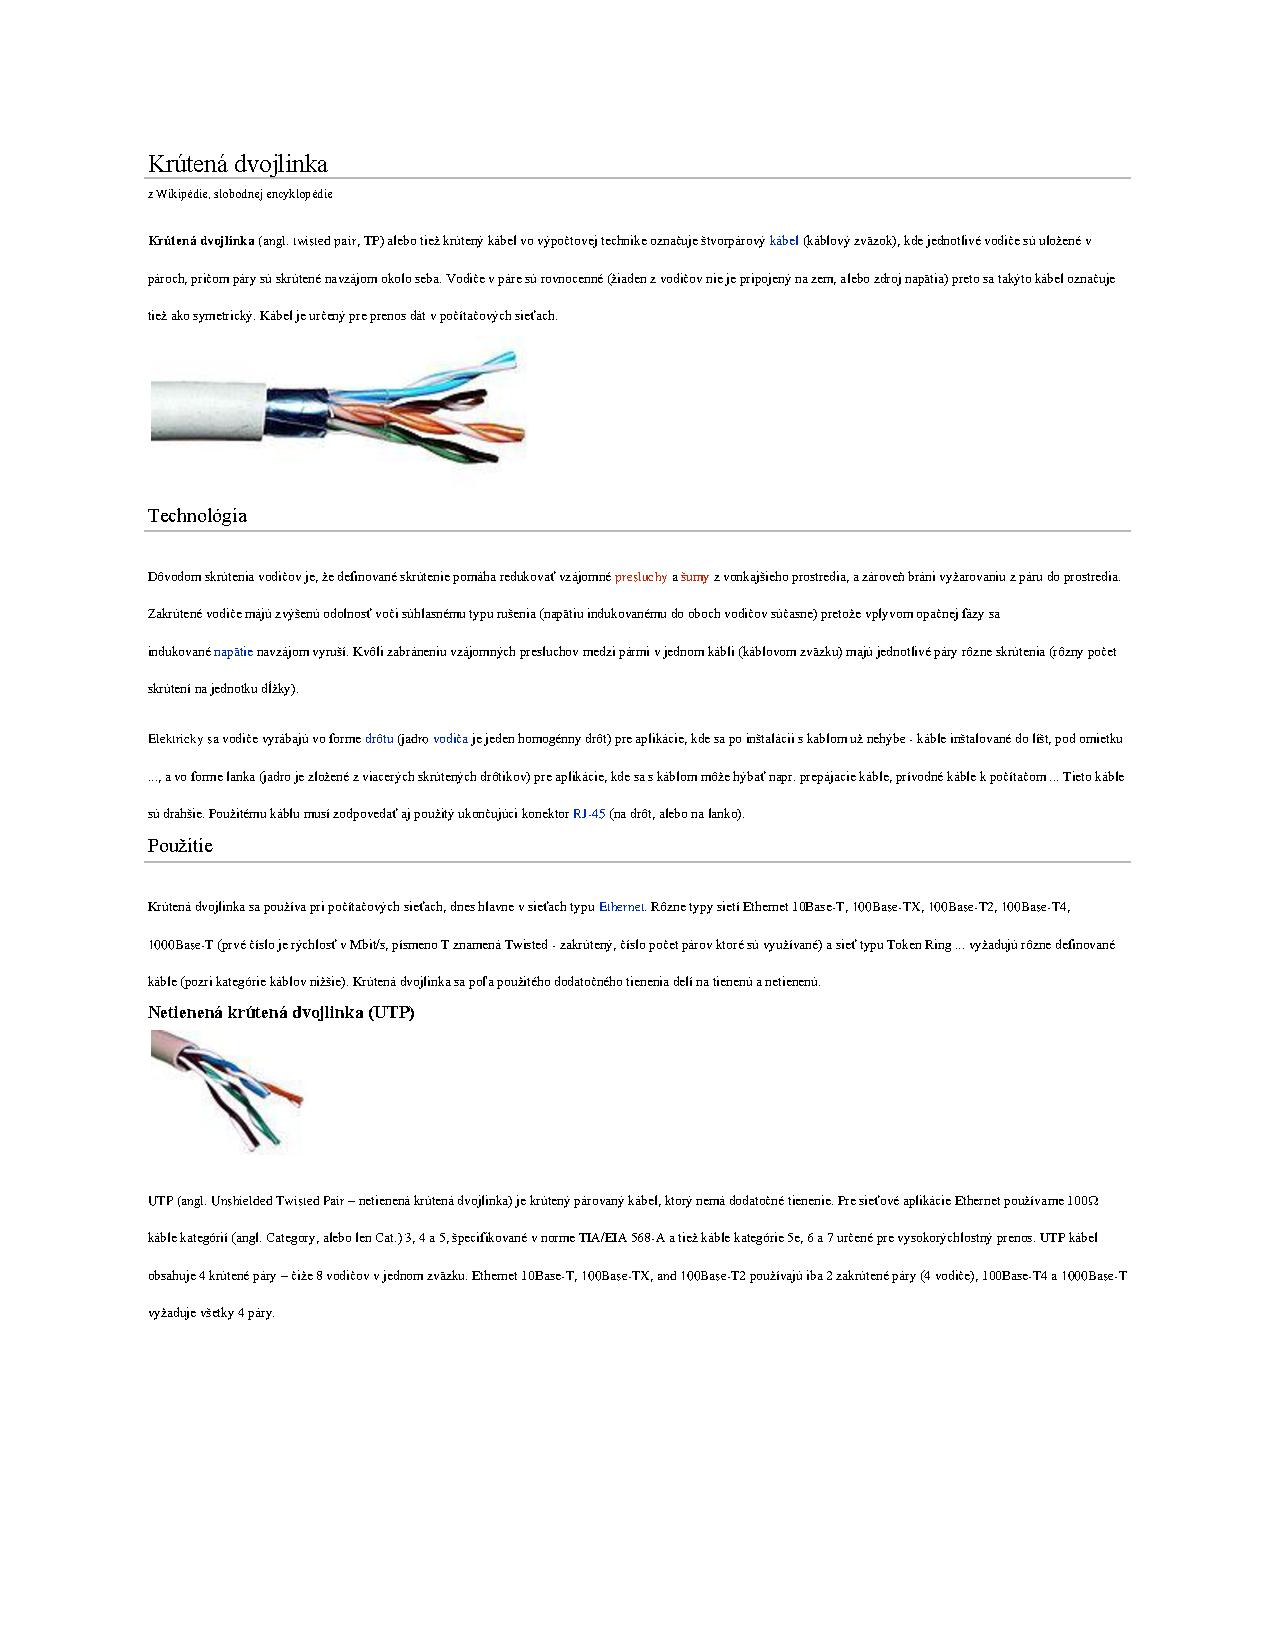 Krútená dvojlinka
z Wikipédie, slobodnej encyklopédie
Krútená dvojlinka (angl. twisted pair, TP) alebo tiež krútený kábel vo výpočtovej technike označuje štvorpárový kábel (káblový zväzok), kde jednotlivé vodiče sú uložené v
pároch, pričom páry sú skrútené navzájom okolo seba. Vodiče v páre sú rovnocenné (žiaden z vodičov nie je pripojený na zem, alebo zdroj napätia) preto sa takýto kábel označuje
tiež ako symetrický. Kábel je určený pre prenos dát v počítačových sieťach.
Technológia
Dôvodom skrútenia vodičov je, že definované skrútenie pomáha redukovať vzájomné presluchy a šumy z vonkajšieho prostredia, a zároveň bráni vyžarovaniu z páru do prostredia.
Zakrútené vodiče májú zvýšenú odolnosť voči súhlasnému typu rušenia (napätiu indukovanému do oboch vodičov súčasne) pretože vplyvom opačnej fázy sa
indukované napätie navzájom vyruší. Kvôli zabráneniu vzájomných presluchov medzi pármi v jednom kábli (káblovom zväzku) majú jednotlivé páry rôzne skrútenia (rôzny počet
skrútení na jednotku dĺžky).
Elektricky sa vodiče vyrábajú vo forme drôtu (jadro vodiča je jeden homogénny drôt) pre aplikácie, kde sa po inštalácii s kablom už nehýbe - káble inštalované do líšt, pod omietku
..., a vo forme lanka (jadro je zložené z viacerých skrútených drôtikov) pre aplikácie, kde sa s káblom môže hýbať napr. prepájacie káble, prívodné káble k počítačom ... Tieto káble
sú drahšie. Použitému káblu musí zodpovedať aj použitý ukončujúci konektor RJ-45 (na drôt, alebo na lanko).
Použitie
Krútená dvojlinka sa používa pri počítačových sieťach, dnes hlavne v sieťach typu Ethernet. Rôzne typy sietí Ethernet 10Base-T, 100Base-TX, 100Base-T2, 100Base-T4,
1000Base-T (prvé číslo je rýchlosť v Mbit/s, písmeno T znamená Twisted - zakrútený, číslo počet párov ktoré sú využívané) a sieť typu Token Ring ... vyžadujú rôzne definované
káble (pozri kategórie káblov nižšie). Krútená dvojlinka sa poľa použitého dodatočného tienenia delí na tienenú a netienenú.
Netienená krútená dvojlinka (UTP)
UTP (angl. Unshielded Twisted Pair – netienená krútená dvojlinka) je krútený párovaný kábel, ktorý nemá dodatočné tienenie. Pre sieťové aplikácie Ethernet používame 100Ω
káble kategórií (angl. Category, alebo len Cat.) 3, 4 a 5, špecifikované v norme TIA/EIA 568-A a tiež káble kategórie 5e, 6 a 7 určené pre vysokorýchlostný prenos. UTP kábel
obsahuje 4 krútené páry – čiže 8 vodičov v jednom zväzku. Ethernet 10Base-T, 100Base-TX, and 100Base-T2 používajú iba 2 zakrútené páry (4 vodiče), 100Base-T4 a 1000Base-T
vyžaduje všetky 4 páry.